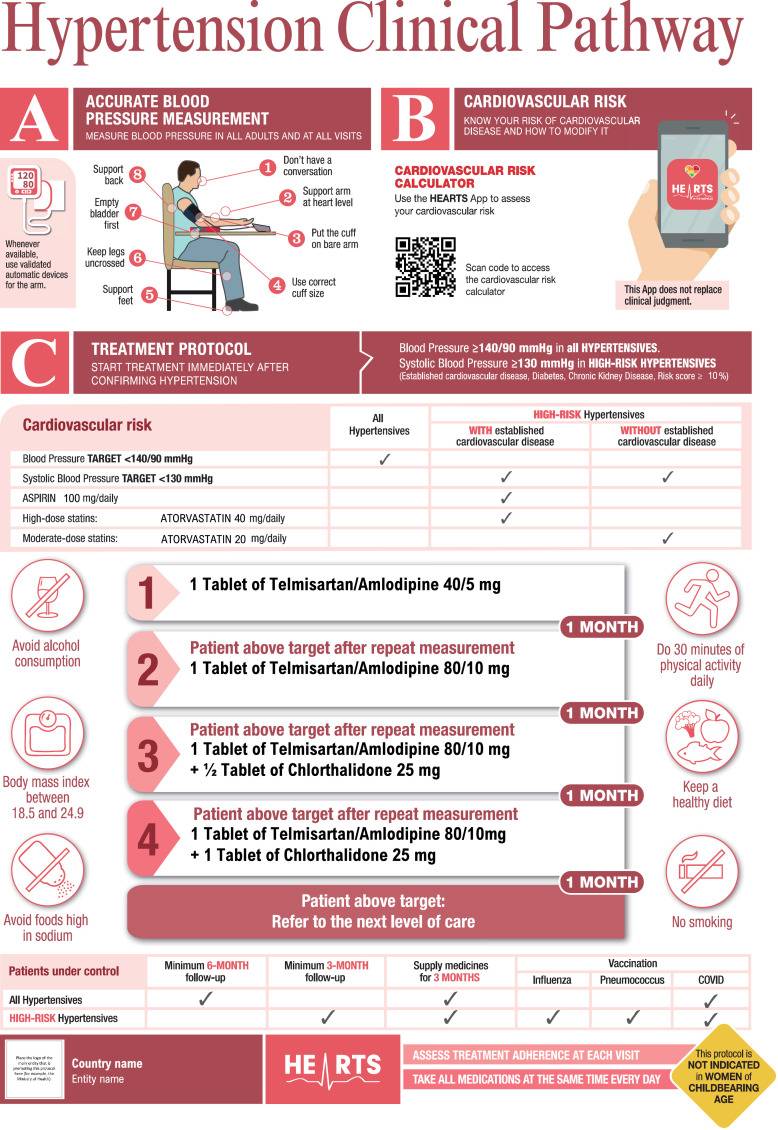 Hypertension Clinical Pathway
A
ACCURATE BLOOD
PRESSURE MEASUREMENT
MEASURE BLOOD PRESSURE IN ALL ADULTS AND AT ALL VISITS
B
CARDIOVASCULAR RISK
KNOW YOUR RISK OF CARDIOVASCULAR
DISEASE AND HOW TO MODIFY IT
120
80
Whenever
available,
use validated
automatic devices
for the arm.
1 Don't have a
conversation
2 Support arm
at heart level
3 Put the cuff
on bare arm
4 Use correct
cuff size
5 Support
feet
6 Keep legs
uncrossed
7 Empty
bladder
first
8 Support
back
CARDIOVASCULAR RISK
CALCULATOR
Use the HEARTS App to assess
your cardiovascular risk
Scan code to access
the cardiovascular risk
calculator
HEARTS
This App does not replace
clinical judgment.
C
TREATMENT PROTOCOL
START TREATMENT IMMEDIATELY AFTER
CONFIRMING HYPERTENSION
Blood Pressure ≥140/90 mmHg in all HYPERTENSIVES.
Systolic Blood Pressure ≥130 mmHg in HIGH-RISK HYPERTENSIVES
(Established cardiovascular disease, Diabetes, Chronic Kidney Disease, Risk score ≥ 10%)
Cardiovascular risk
All
Hypertensives
HIGH-RISK Hypertensives
WITH established
cardiovascular disease
WITHOUT established
cardiovascular disease
Blood Pressure TARGET <140/90 mmHg ✓
Systolic Blood Pressure TARGET <130 mmHg ✓ ✓
ASPIRIN 100 mg/daily ✓
High-dose statins: ATORVASTATIN 40 mg/daily ✓
Moderate-dose statins: ATORVASTATIN 20 mg/daily ✓
Avoid alcohol
consumption
Body mass index
between
18.5 and 24.9
Avoid foods high
in sodium
1
1 Tablet of Telmisartan/Amlodipine 40/5 mg
1 MONTH
2
Patient above target after repeat measurement
1 Tablet of Telmisartan/Amlodipine 80/10 mg
1 MONTH
3
Patient above target after repeat measurement
1 Tablet of Telmisartan/Amlodipine 80/10 mg
+ ½ Tablet of Chlorthalidone 25 mg
1 MONTH
4
Patient above target after repeat measurement
1 Tablet of Telmisartan/Amlodipine 80/10mg
+ 1 Tablet of Chlorthalidone 25 mg
1 MONTH
Patient above target:
Refer to the next level of care
Do 30 minutes of
physical activity
daily
Keep a
healthy diet
No smoking
Patients under control
Minimum 6-MONTH
follow-up
Minimum 3-MONTH
follow-up
Supply medicines
for 3 MONTHS
Vaccination
Influenza
Pneumococcus
COVID
All Hypertensives ✓ ✓ ✓
HIGH-RISK Hypertensives ✓ ✓ ✓ ✓ ✓
Place the logo of the
main entity that is
promoting this protocol
here (for example, the
Ministry of Health)
Country name
Entity name
HEARTS
ASSESS TREATMENT ADHERENCE AT EACH VISIT
TAKE ALL MEDICATIONS AT THE SAME TIME EVERY DAY
This protocol is
NOT INDICATED
in WOMEN of
CHILDBEARING
AGE